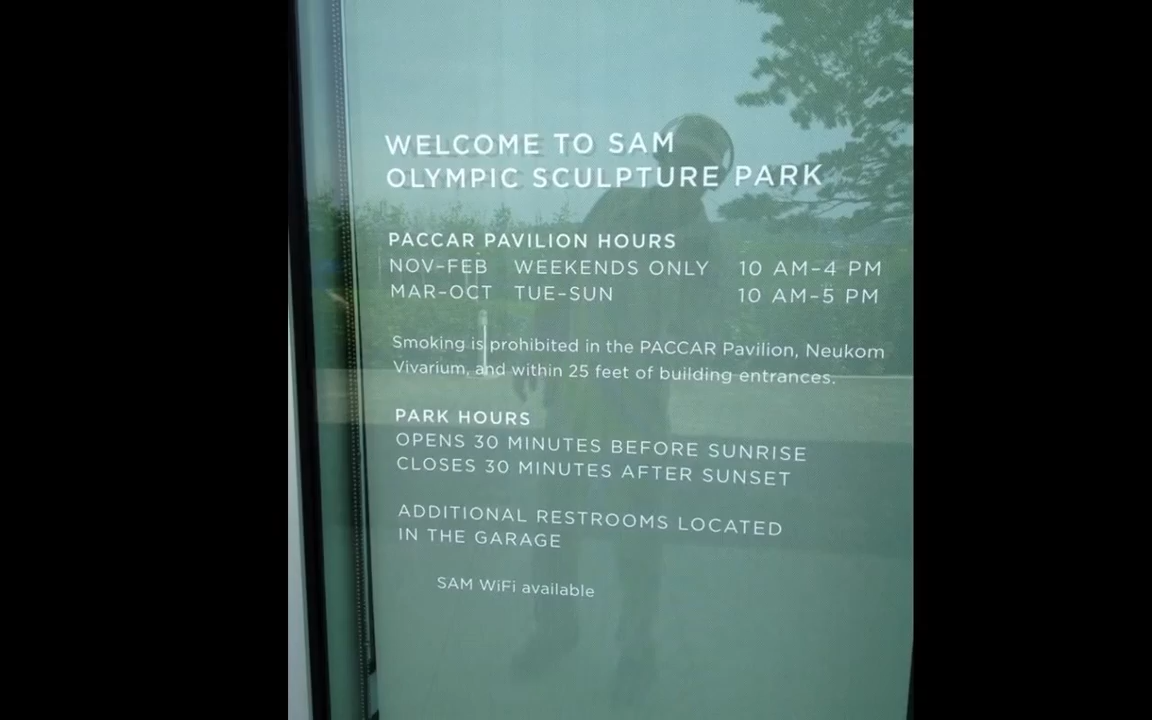 WELCOME TO SAM
OLYMPIC SCULPTURE PARK
PACCAR PAVILION HOURS
NOV–FEB WEEKENDS ONLY 10 AM–4 PM
MAR–OCT TUE–SUN 10 AM–5 PM
Smoking is prohibited in the PACCAR Pavilion, Neukom
Vivarium, and within 25 feet of building entrances.
PARK HOURS
OPENS 30 MINUTES BEFORE SUNRISE
CLOSES 30 MINUTES AFTER SUNSET
ADDITIONAL RESTROOMS LOCATED
IN THE GARAGE
SAM WiFi available